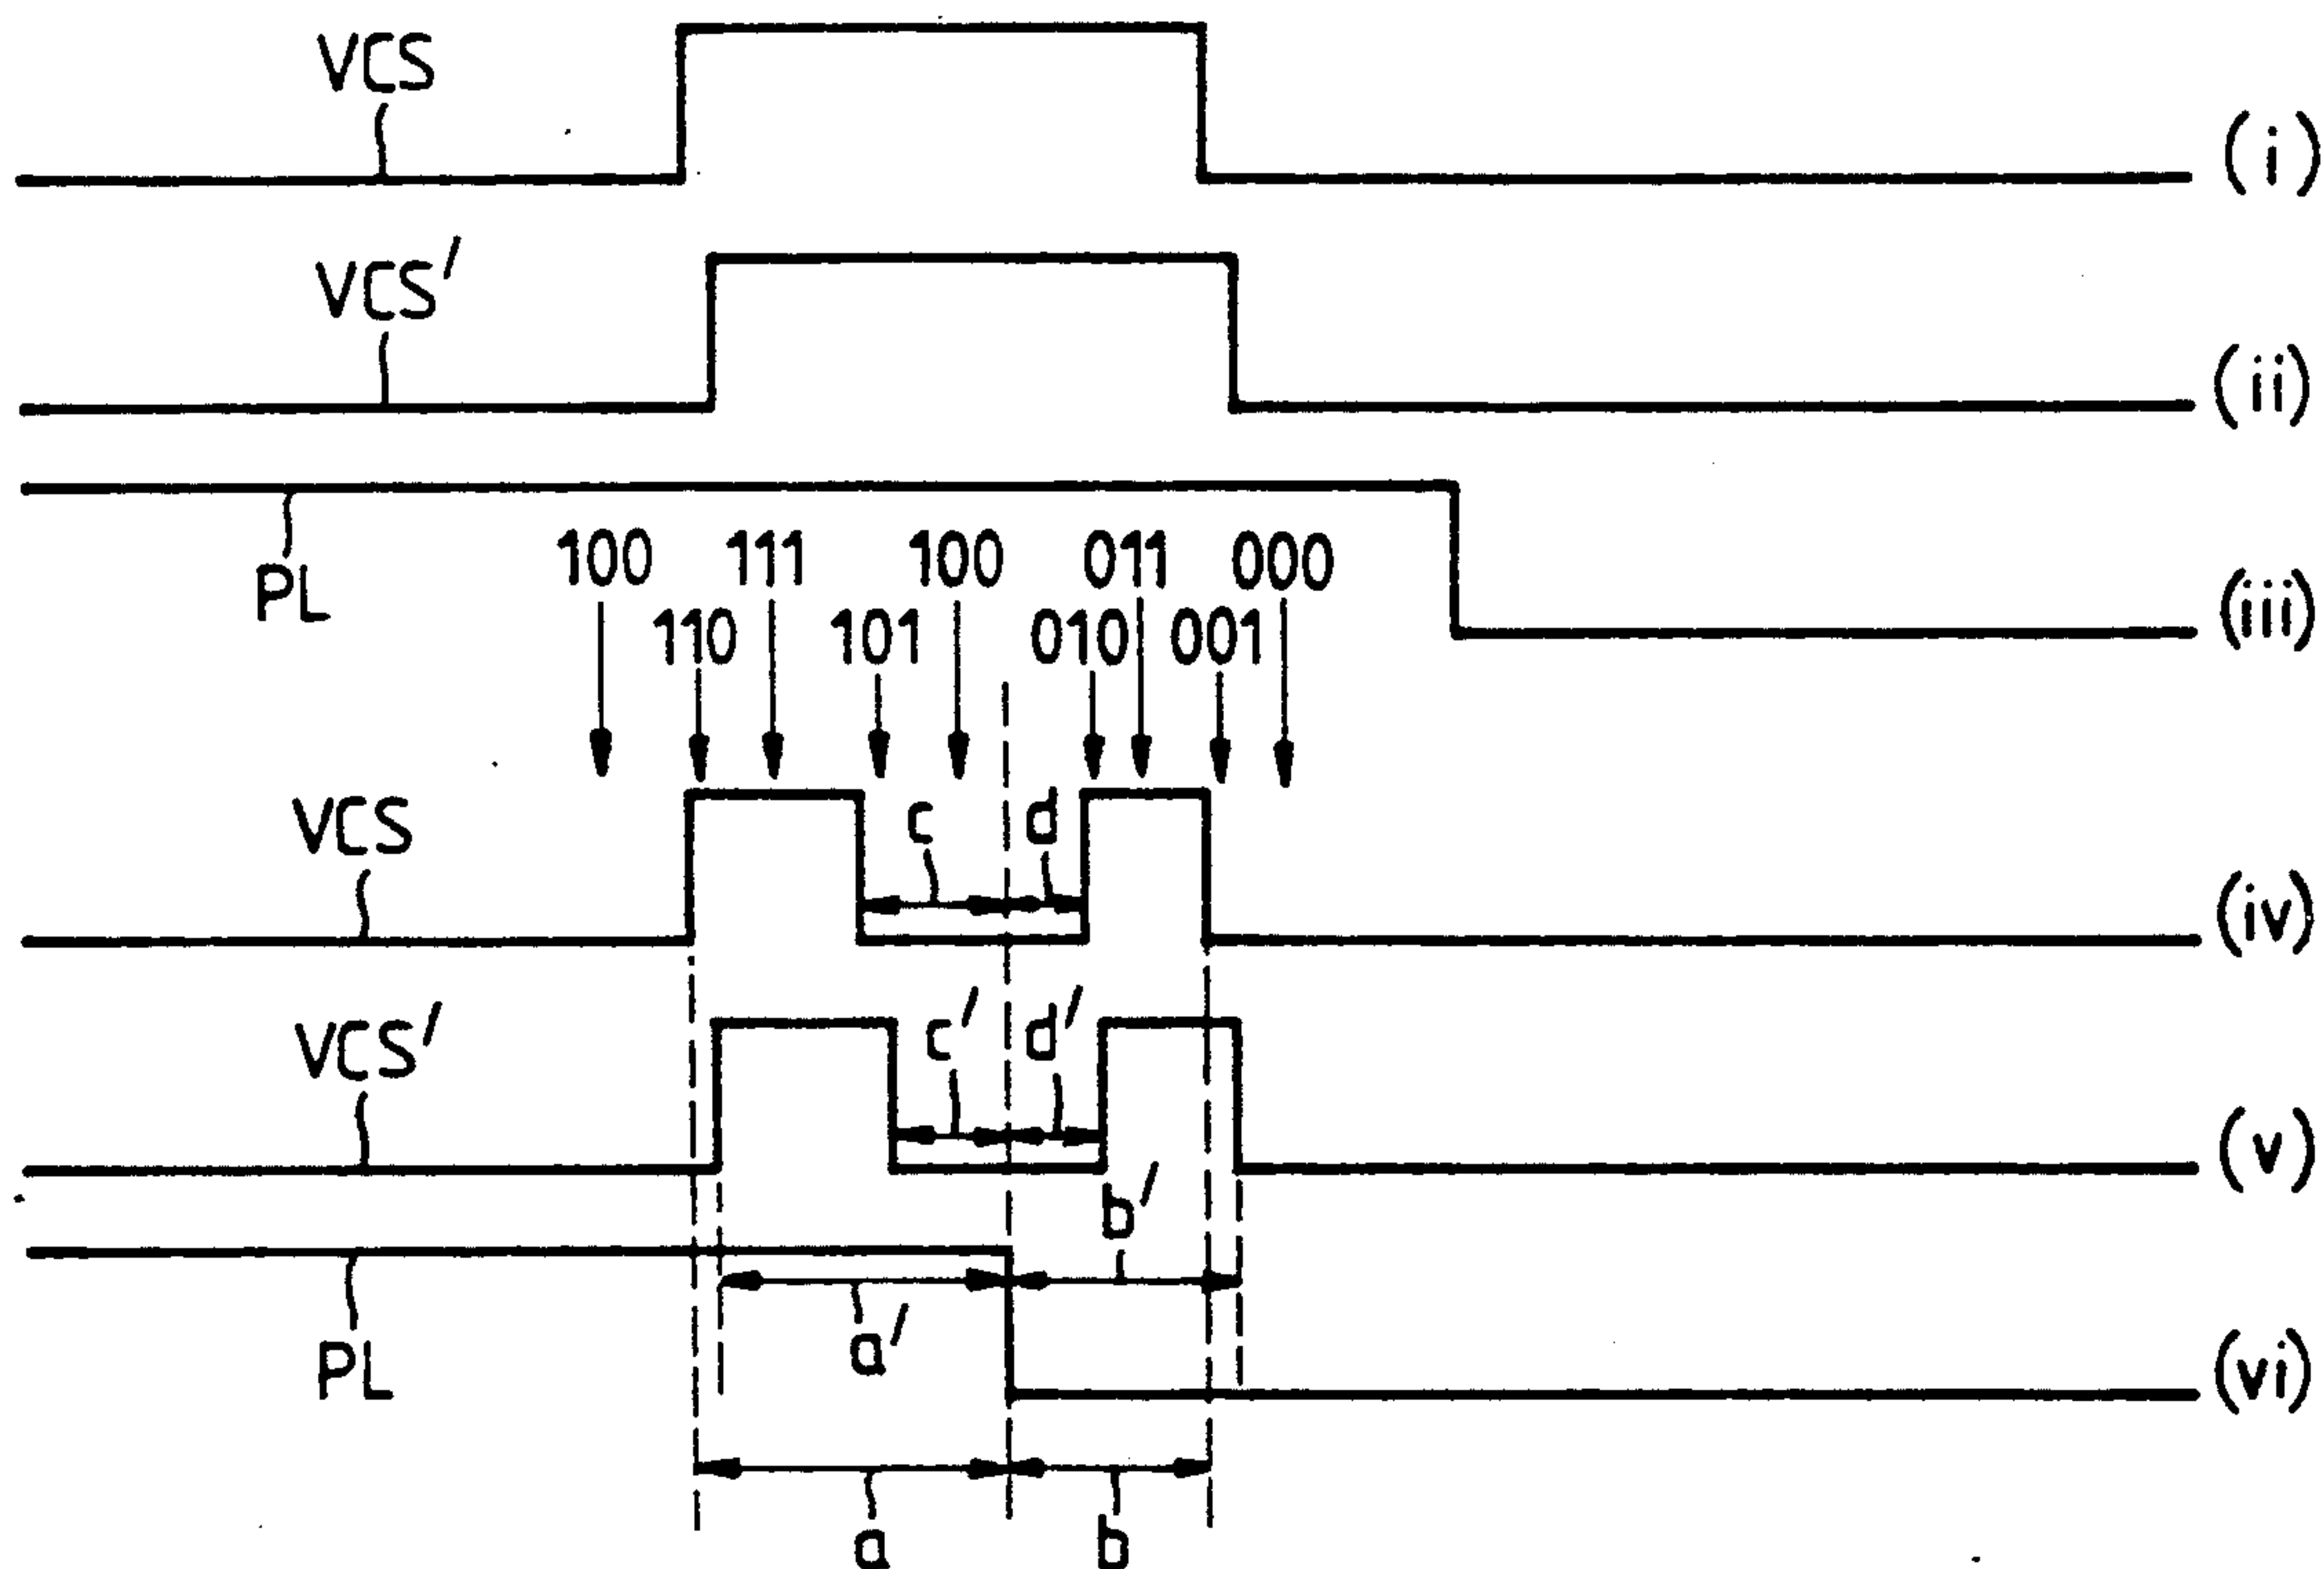 VCS
(i)
VCS'
(ii)
PL
100 111 100 011 000
(iii)
110 101 010 001
VCS
c d
(iv)
VCS'
c' d'
(v)
b'
PL
a'
(vi)
a b